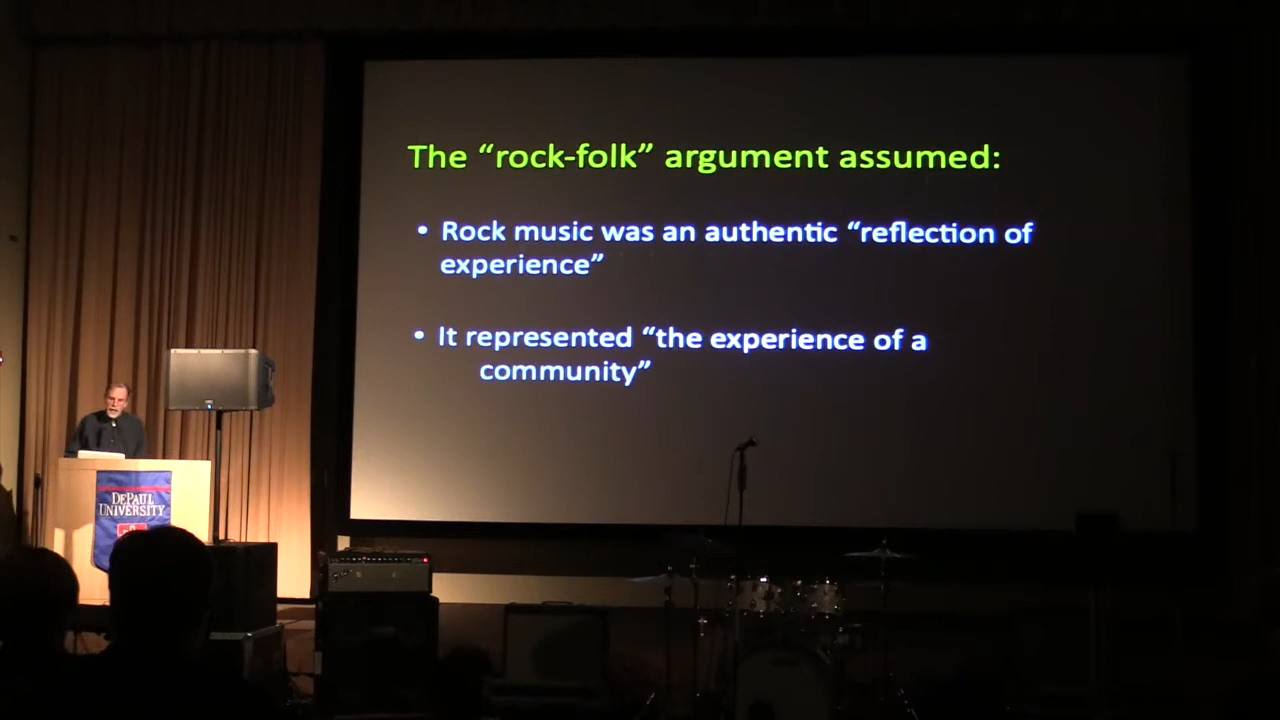 The “rock-folk” argument assumed:
• Rock music was an authentic “reflection of
experience”
• It represented “the experience of a
community”
DEPAUL
UNIVERSITY